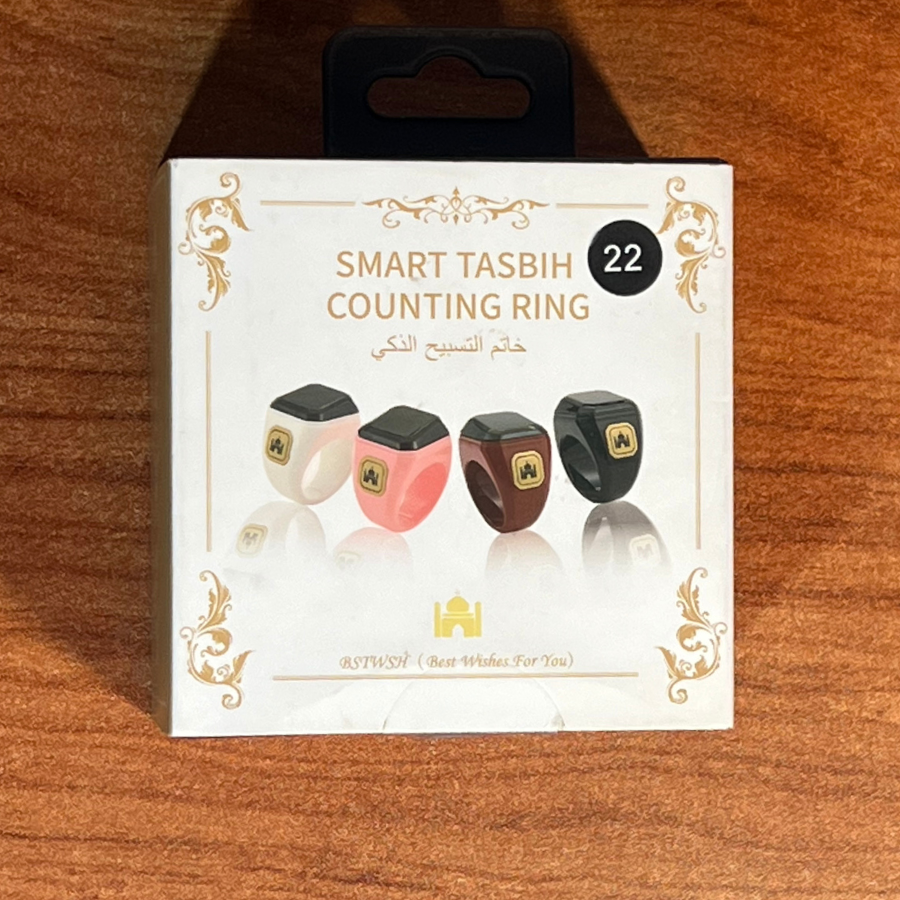 SMART TASBIH
22
COUNTING RING
خاتم التسبيح الذكي
BSTWSH ( Best Wishes For You)